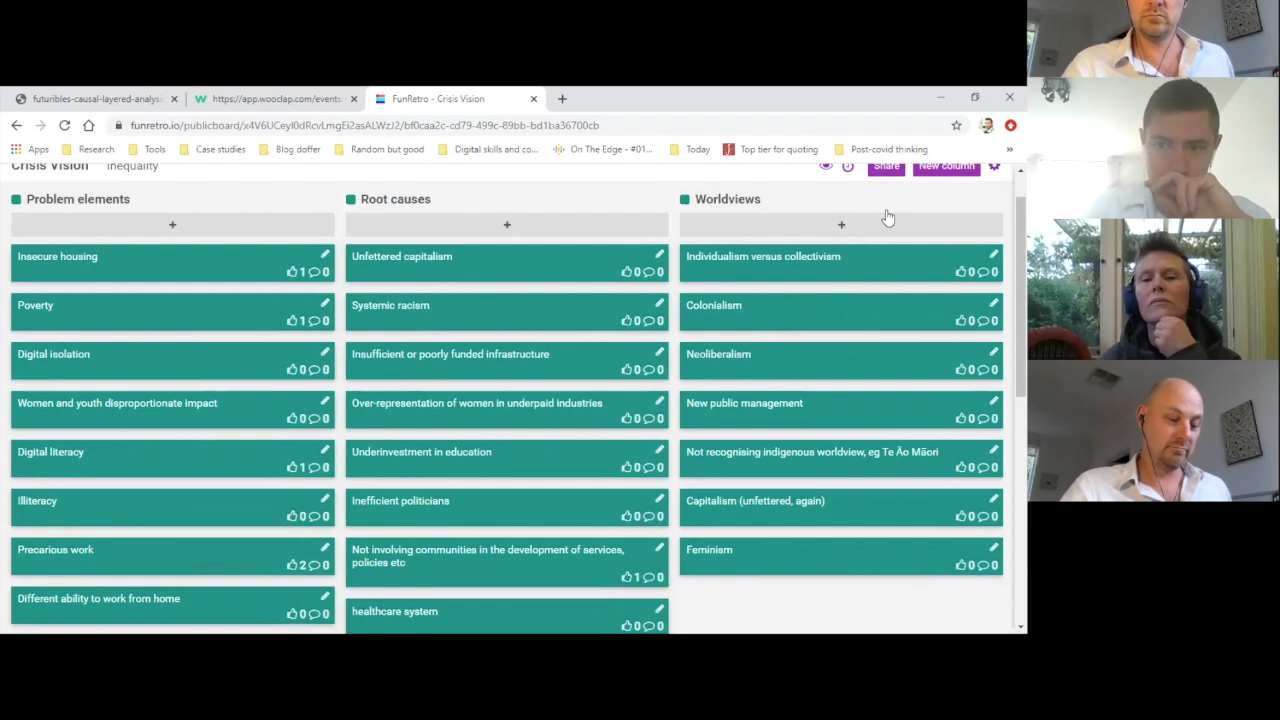 futuribles-causal-layered-analysi
https://app.wooclap.com/events
FunRetro - Crisis Vision
funretro.io/publicboard/x4V6UCeyI0dRcvLmgEi2asALWzJ2/bf0caa2c-cd79-499c-89bb-bd1ba36700cb
Apps Research Tools Case studies Blog doffer Random but good Digital skills and co... On The Edge - #01... Today Top tier for quoting Post-covid thinking »
Crisis Vision Inequality Share New column
Problem elements
+
Insecure housing
1 0
Poverty
1 0
Digital isolation
0 0
Women and youth disproportionate impact
0 0
Digital literacy
1 0
Illiteracy
0 0
Precarious work
2 0
Different ability to work from home
0 0
Root causes
+
Unfettered capitalism
0 0
Systemic racism
0 0
Insufficient or poorly funded infrastructure
0 0
Over-representation of women in underpaid industries
0 0
Underinvestment in education
0 0
Inefficient politicians
0 0
Not involving communities in the development of services,
policies etc
1 0
healthcare system
0 0
Worldviews
+
Individualism versus collectivism
0 0
Colonialism
0 0
Neoliberalism
0 0
New public management
0 0
Not recognising indigenous worldview, eg Te Āo Māori
0 0
Capitalism (unfettered, again)
0 0
Feminism
0 0